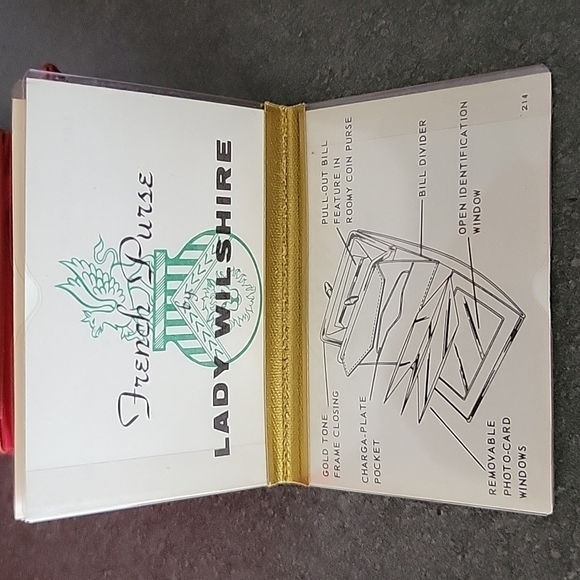 French Purse
by
LADY WILSHIRE
PULL-OUT BILL
FEATURE IN
ROOMY COIN PURSE
BILL DIVIDER
OPEN IDENTIFICATION
WINDOW
GOLD TONE
FRAME CLOSING
CHARGA-PLATE
POCKET
REMOVABLE
PHOTO-CARD
WINDOWS
214